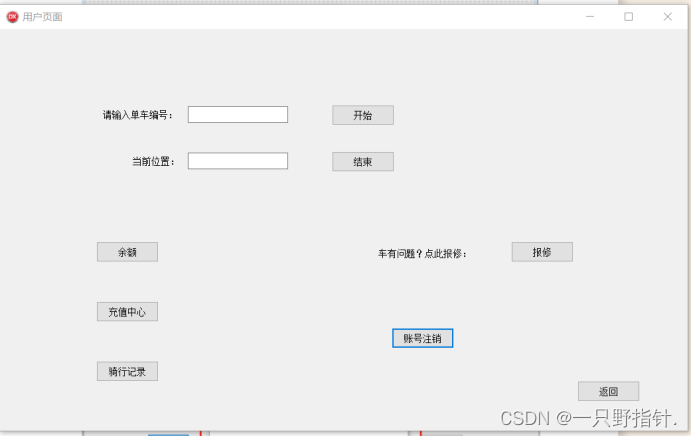 DX 用户页面
请输入单车编号： 开始
当前位置： 结束
余额 车有问题？点此报修： 报修
充值中心
账号注销
骑行记录
返回
CSDN @一只野指针.